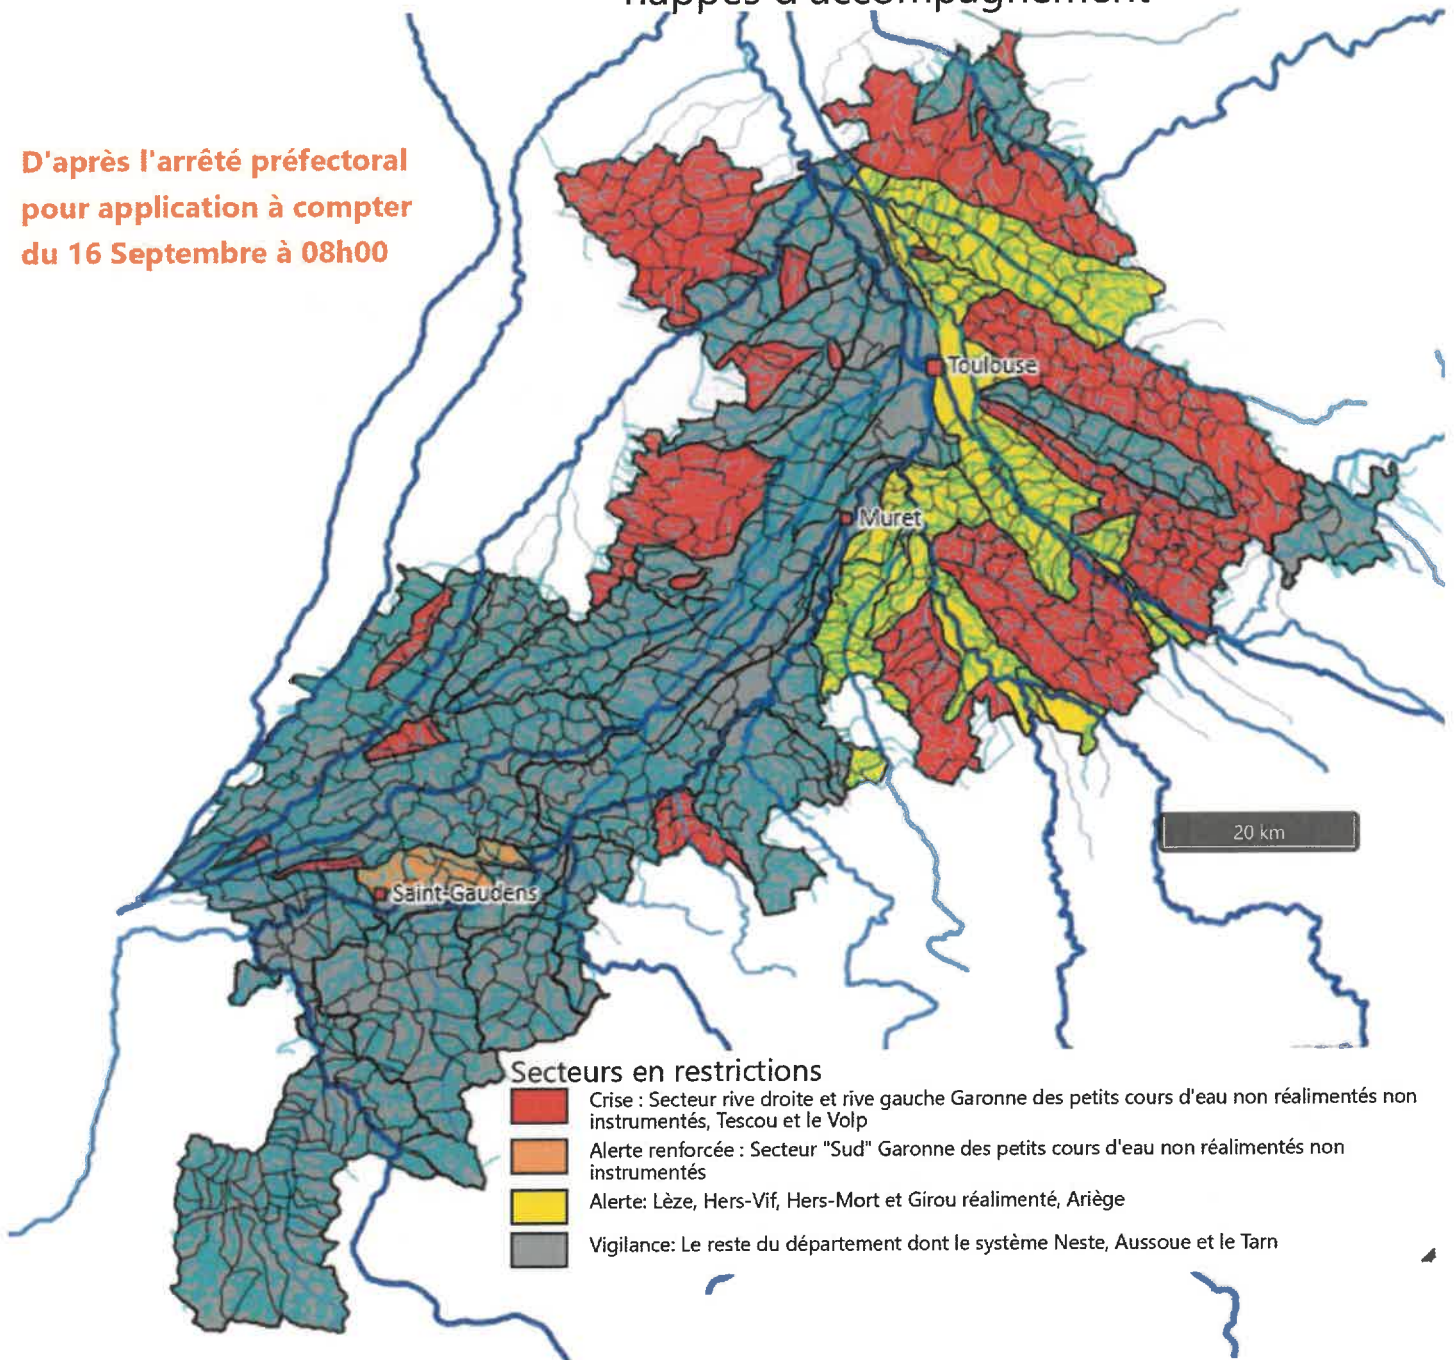 nappes d'accompagnement
D'après l'arrêté préfectoral
pour application à compter
du 16 Septembre à 08h00
Toulouse
Muret
20 km
Saint-Gaudens
Secteurs en restrictions
Crise : Secteur rive droite et rive gauche Garonne des petits cours d'eau non réalimentés non
instrumentés, Tescou et le Volp
Alerte renforcée : Secteur "Sud" Garonne des petits cours d'eau non réalimentés non
instrumentés
Alerte: Lèze, Hers-Vif, Hers-Mort et Girou réalimenté, Ariège
Vigilance: Le reste du département dont le système Neste, Aussoue et le Tarn